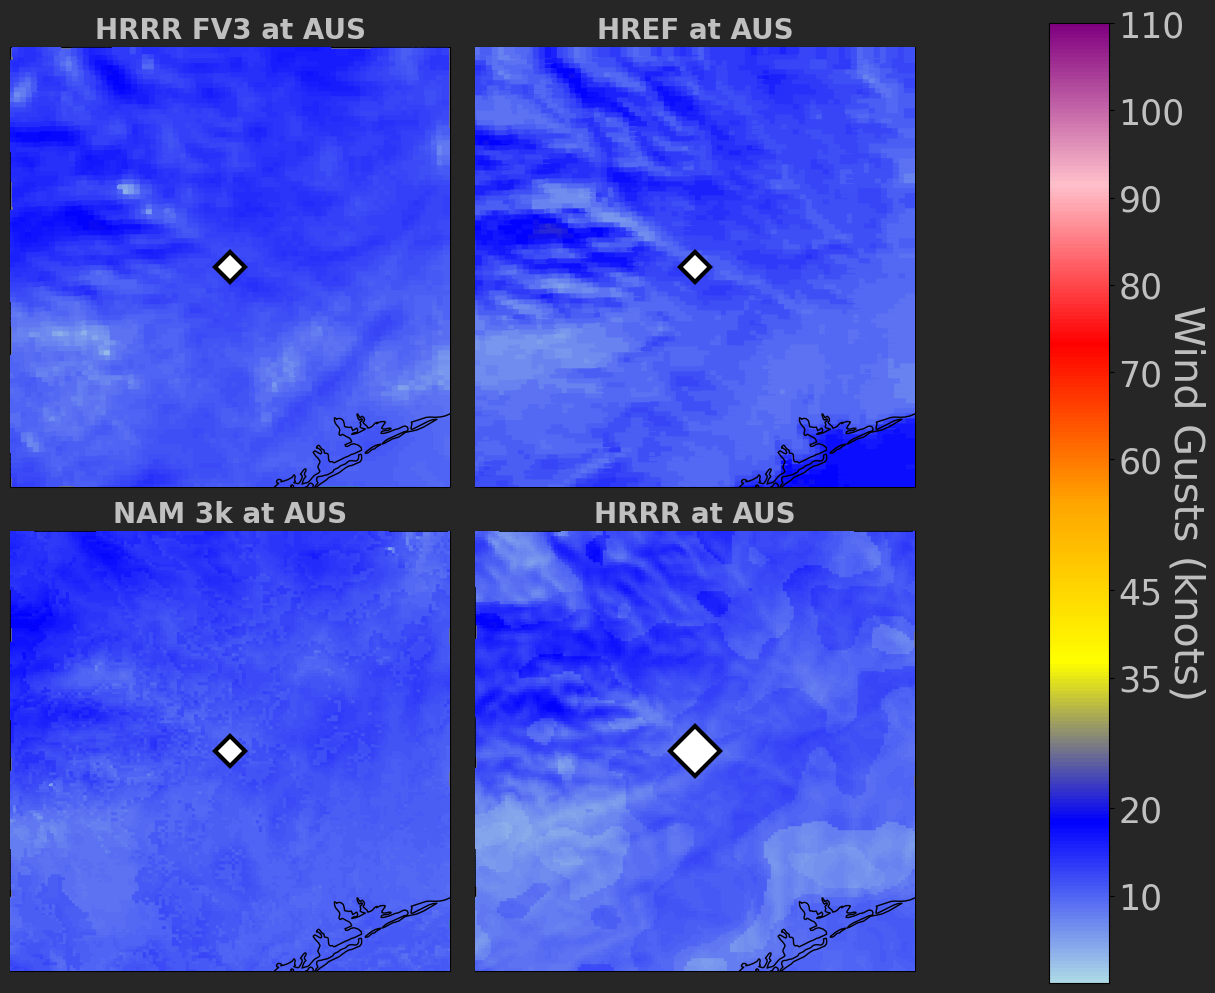 HRRR FV3 at AUS
HREF at AUS
NAM 3k at AUS
HRRR at AUS
110
100
90
80
70
60
45
35
20
10
Wind Gusts (knots)